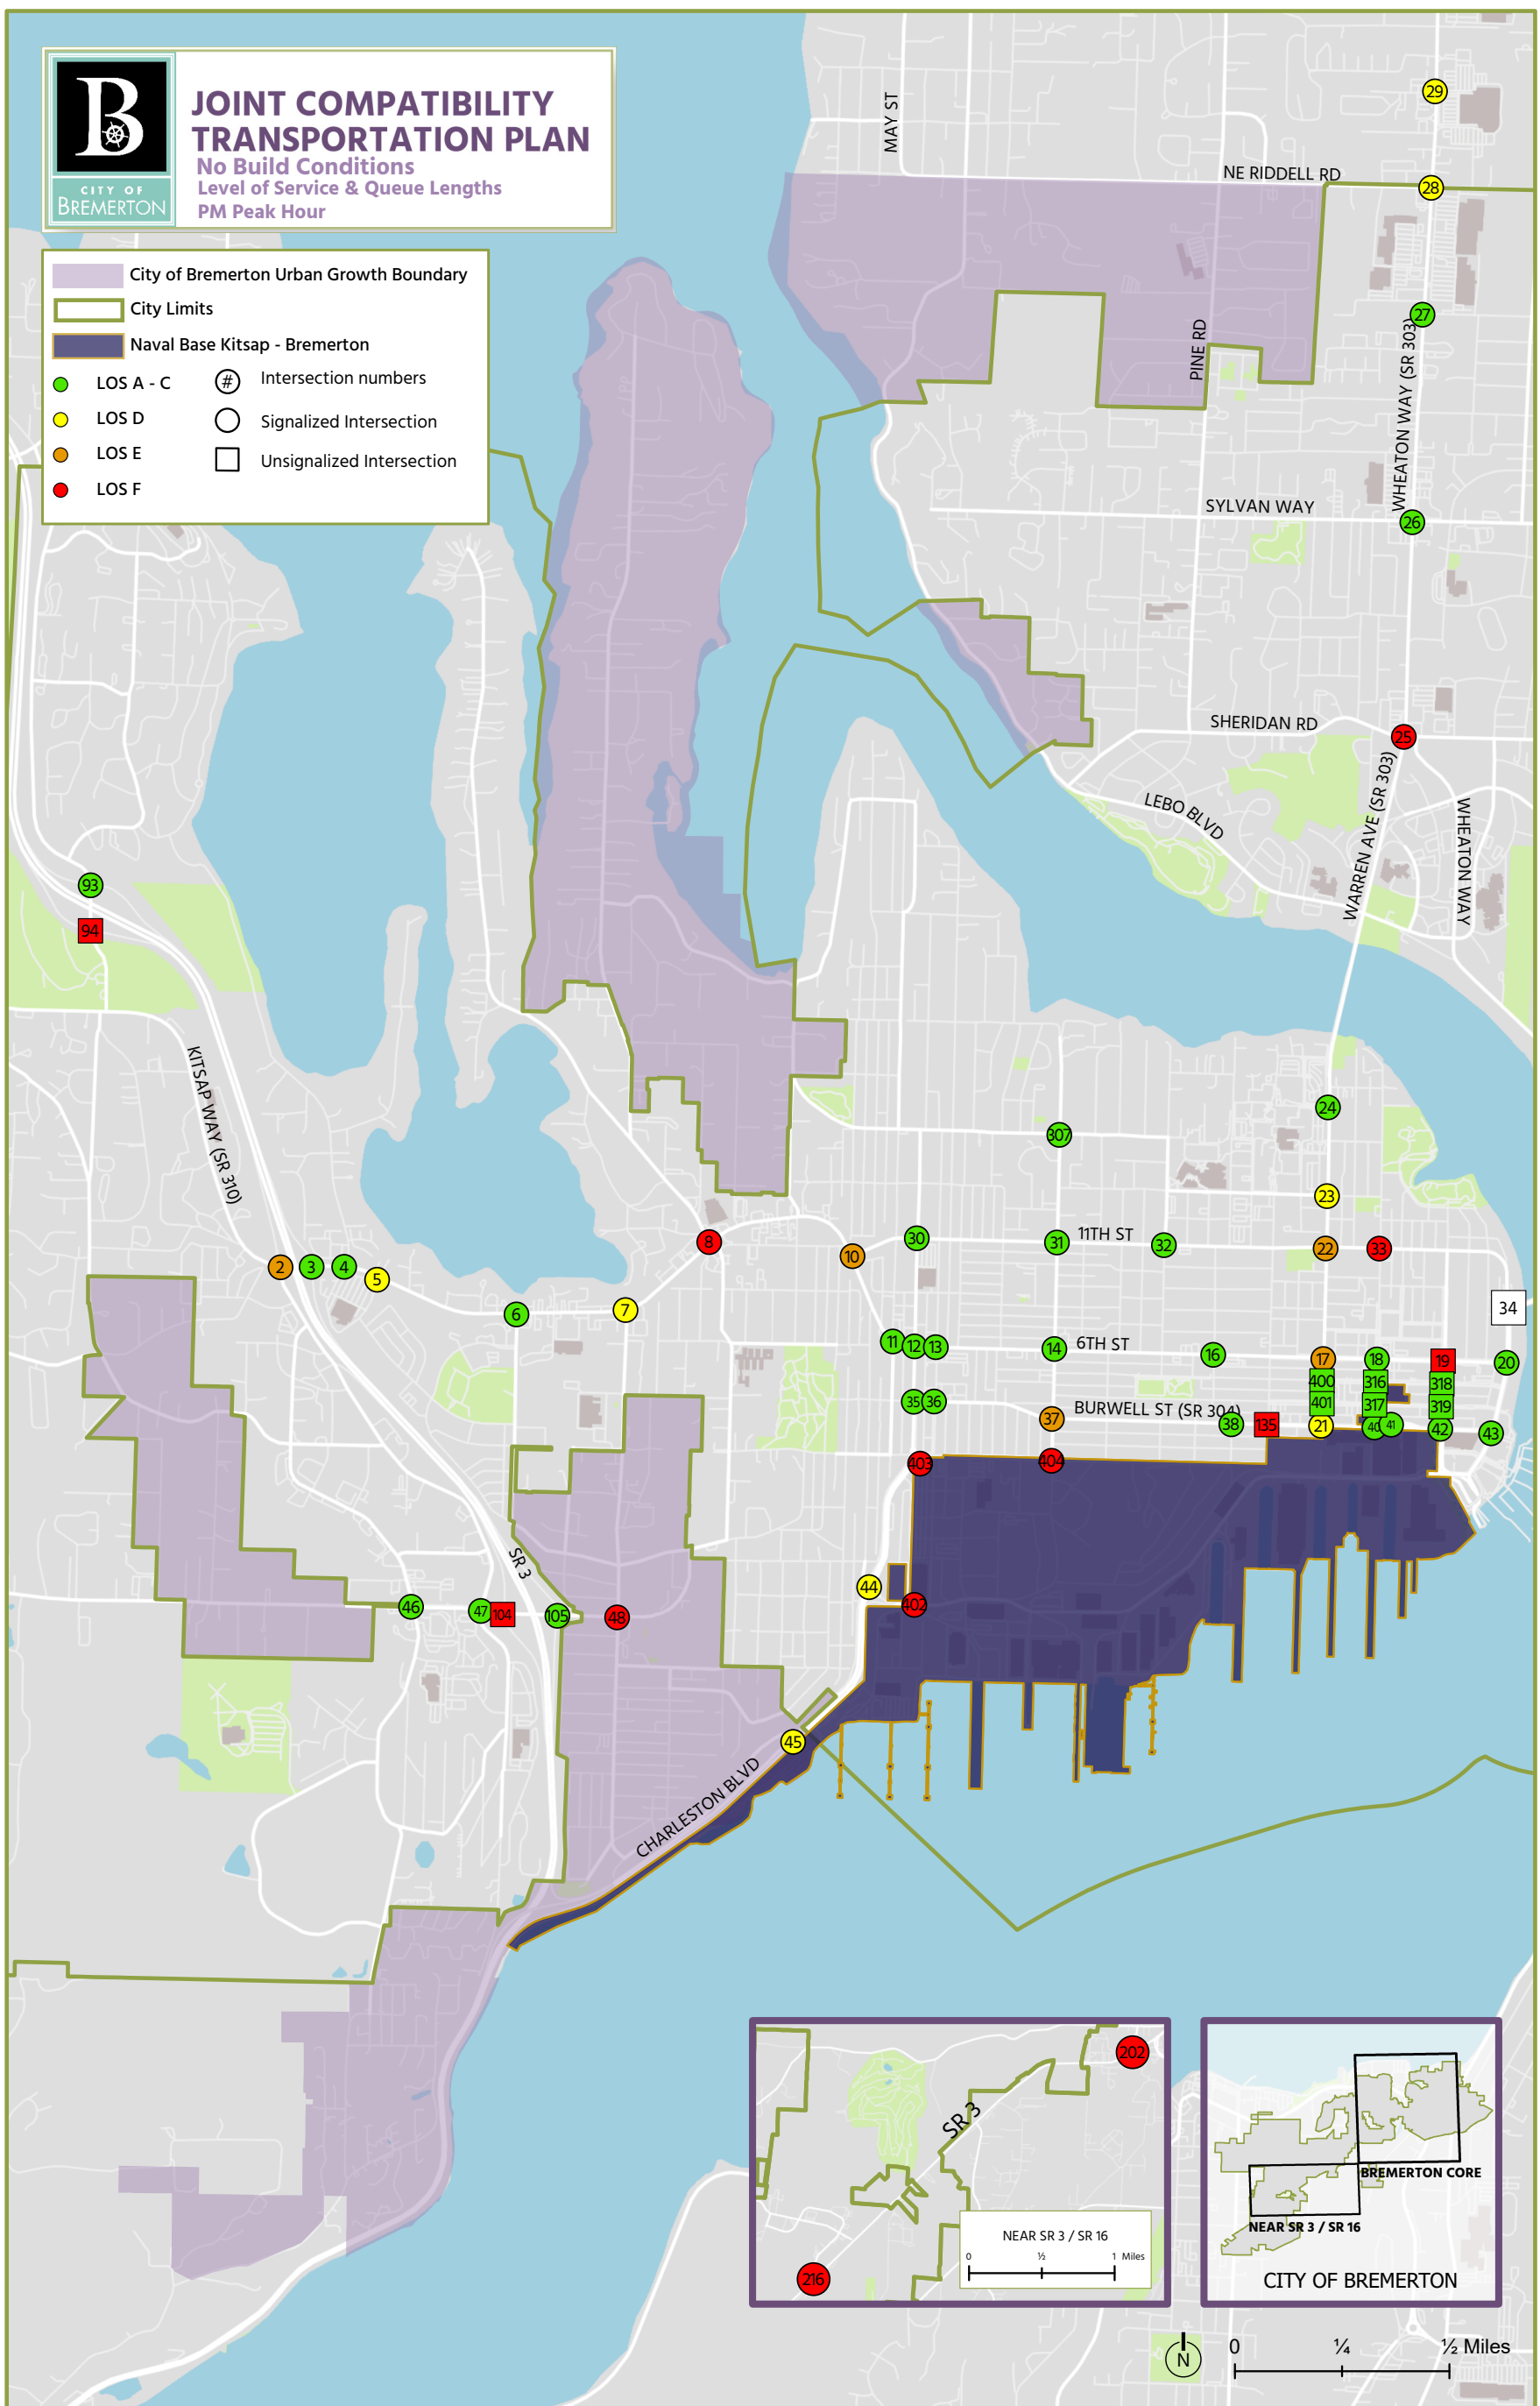 B
CITY OF
BREMERTON
JOINT COMPATIBILITY
TRANSPORTATION PLAN
No Build Conditions
Level of Service & Queue Lengths
PM Peak Hour
City of Bremerton Urban Growth Boundary
City Limits
Naval Base Kitsap - Bremerton
LOS A - C
# Intersection numbers
LOS D
Signalized Intersection
LOS E
Unsignalized Intersection
LOS F
MAY ST
29
NE RIDDELL RD
28
27
PINE RD
WHEATON WAY (SR 303)
SYLVAN WAY
26
SHERIDAN RD
25
LEBO BLVD
WARREN AVE (SR 303)
WHEATON WAY
93
94
KITSAP WAY (SR 310)
24
307
23
8
10
30
31
11TH ST
32
22
33
2
3
4
5
6
7
34
11
12
13
14
6TH ST
16
17
18
19
20
400
316
318
401
317
319
35
36
37
BURWELL ST (SR 304)
38
135
21
40
41
42
43
403
404
SR 3
44
402
46
47
104
105
48
45
CHARLESTON BLVD
202
SR 3
216
NEAR SR 3 / SR 16
0
½
1 Miles
BREMERTON CORE
NEAR SR 3 / SR 16
CITY OF BREMERTON
N
0
¼
½ Miles